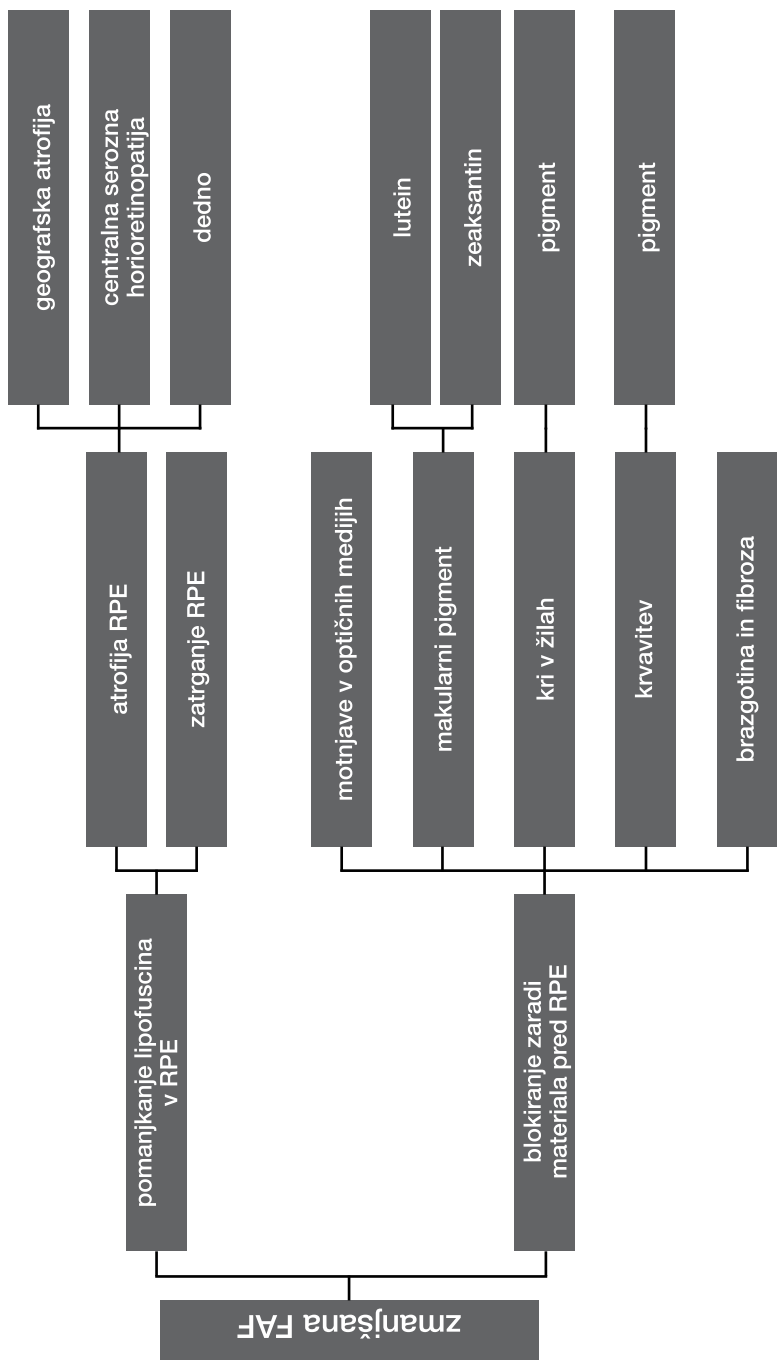 zmanjšana FAF
pomanjkanje lipofuscina
v RPE
atrofija RPE
geografska atrofija
centralna serozna
horioretinopatija
dedno
zatrganje RPE
blokiranje zaradi
materiala pred RPE
motnjave v optičnih medijih
makularni pigment
lutein
zeaksantin
kri v žilah
pigment
krvavitev
pigment
brazgotina in fibroza